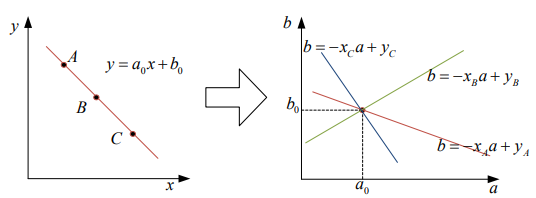 y
A
y = a₀x + b₀
B
C
x
b
b = −x_C a + y_C
b = −x_B a + y_B
b₀
b = −x_A a + y_A
a₀
a